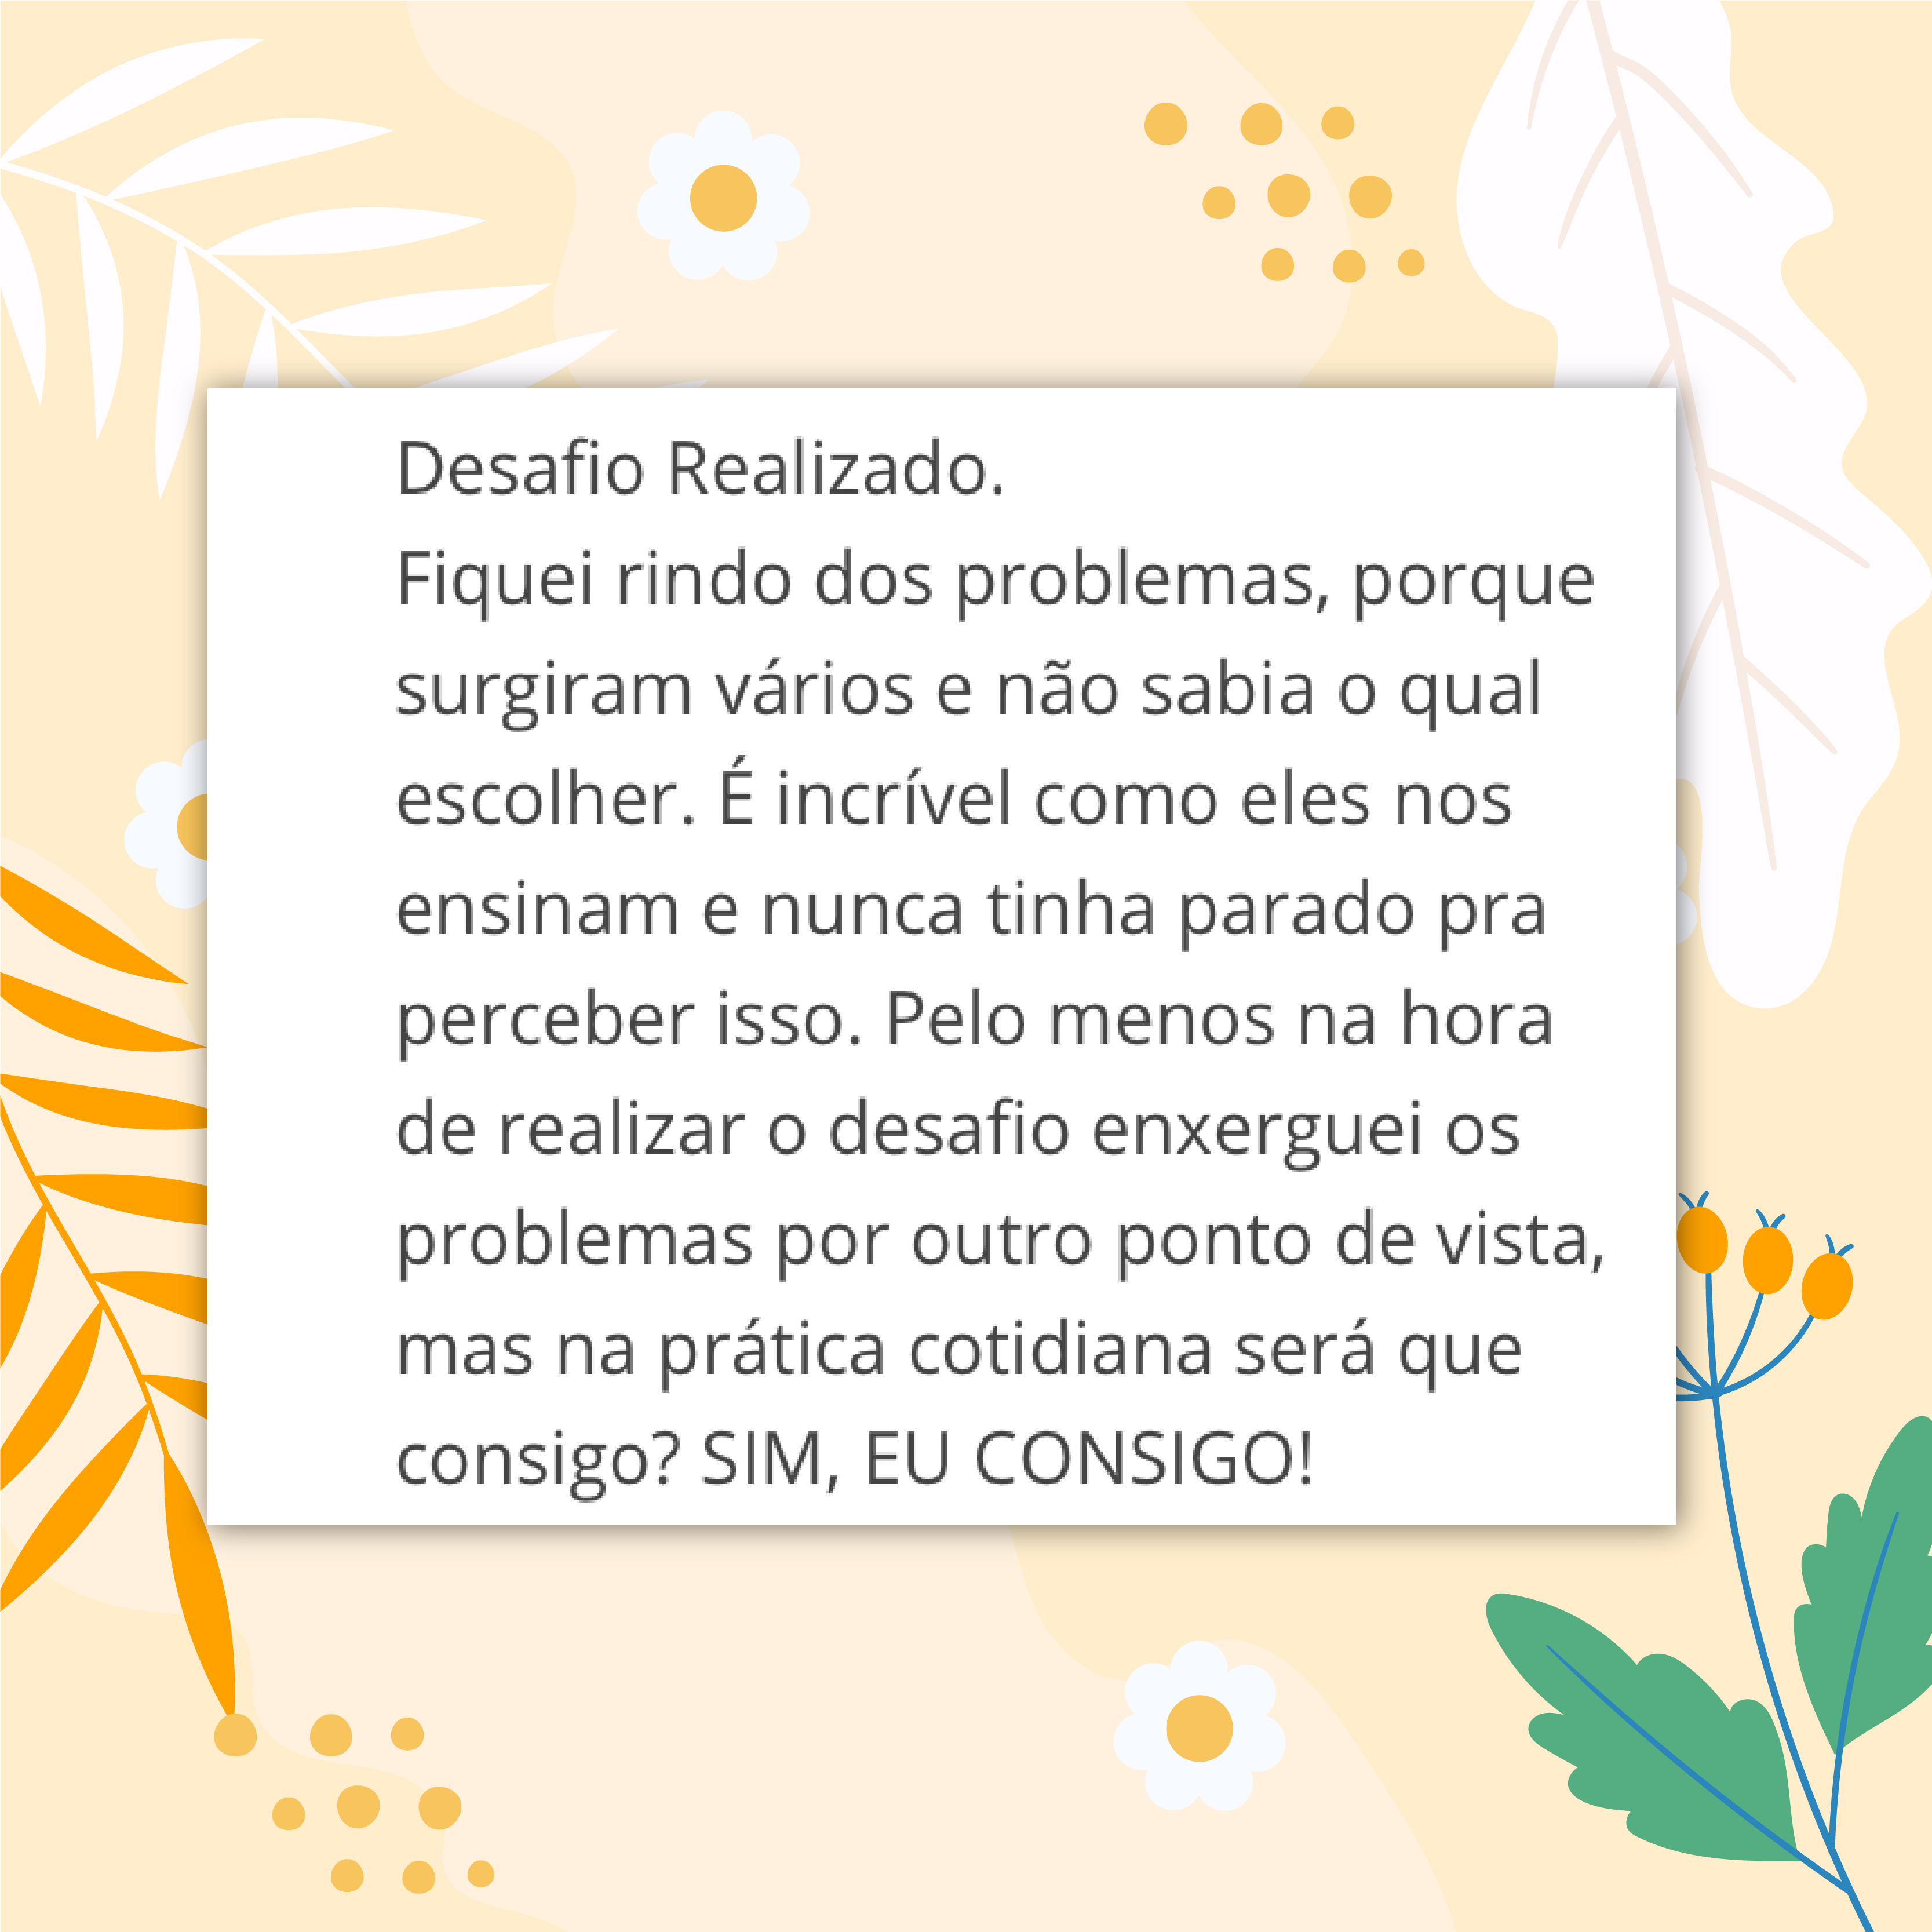 Desafio Realizado.
Fiquei rindo dos problemas, porque
surgiram vários e não sabia o qual
escolher. É incrível como eles nos
ensinam e nunca tinha parado pra
perceber isso. Pelo menos na hora
de realizar o desafio enxerguei os
problemas por outro ponto de vista,
mas na prática cotidiana será que
consigo? SIM, EU CONSIGO!